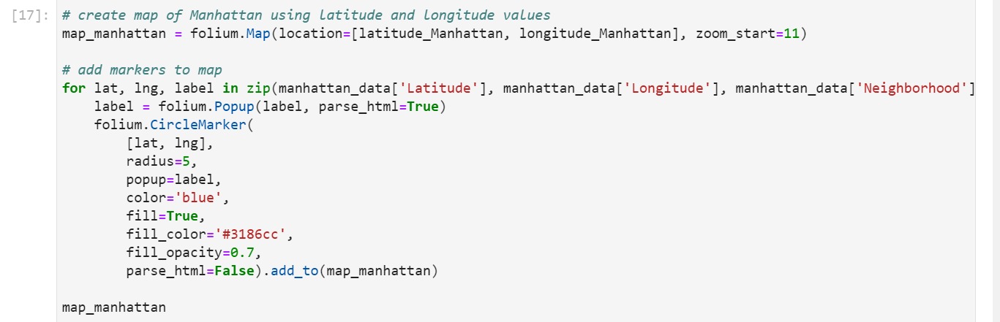 [17]: # create map of Manhattan using latitude and longitude values
map_manhattan = folium.Map(location=[latitude_Manhattan, longitude_Manhattan], zoom_start=11)

# add markers to map
for lat, lng, label in zip(manhattan_data['Latitude'], manhattan_data['Longitude'], manhattan_data['Neighborhood']
    label = folium.Popup(label, parse_html=True)
    folium.CircleMarker(
        [lat, lng],
        radius=5,
        popup=label,
        color='blue',
        fill=True,
        fill_color='#3186cc',
        fill_opacity=0.7,
        parse_html=False).add_to(map_manhattan)

map_manhattan